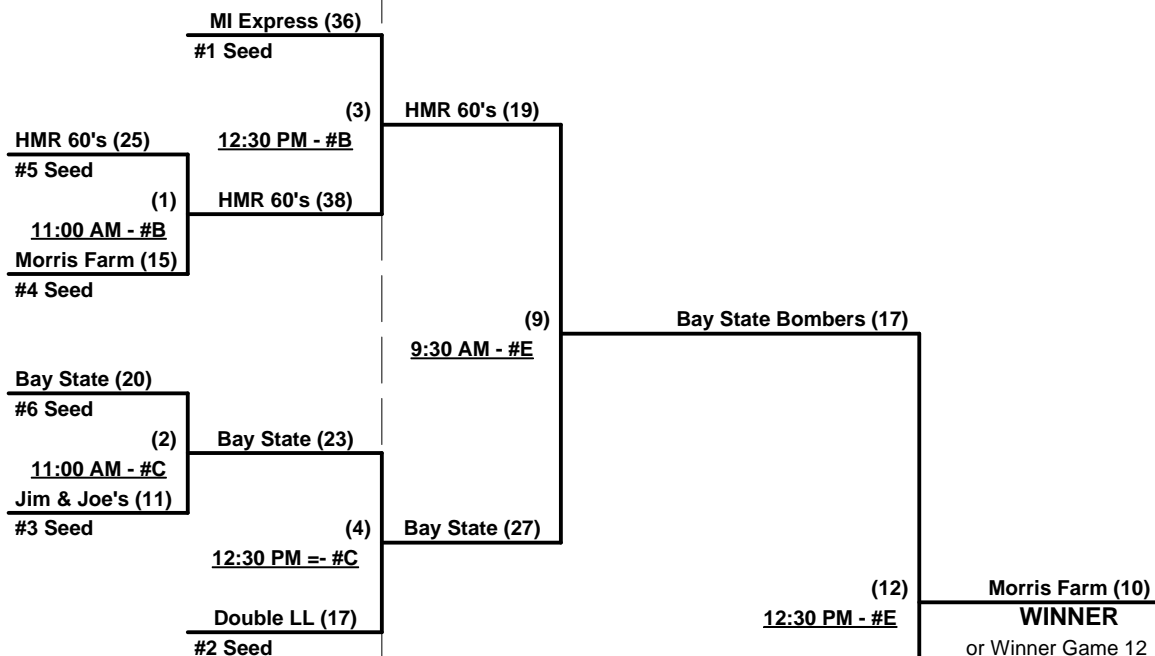 MI Express (36)
#1 Seed
(3)
HMR 60's (19)
HMR 60's (25)
12:30 PM - #B
#5 Seed
(1)
HMR 60's (38)
11:00 AM - #B
Morris Farm (15)
#4 Seed
(9)
Bay State Bombers (17)
9:30 AM - #E
Bay State (20)
#6 Seed
(2)
Bay State (23)
11:00 AM - #C
Jim & Joe's (11)
#3 Seed
(4)
Bay State (27)
12:30 PM =- #C
(12)
Morris Farm (10)
Double LL (17)
12:30 PM - #E
WINNER
#2 Seed
or Winner Game 12